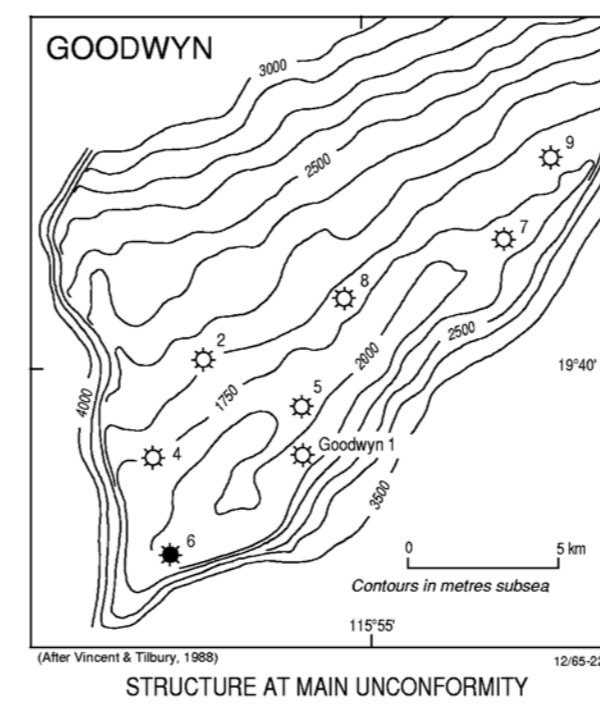 GOODWYN
3000
2500
9
7
8
2
2000
2500
19°40'
4000
1750
5
4
Goodwyn 1
3500
6
0 5 km
Contours in metres subsea
115°55'
(After Vincent & Tilbury, 1988)
STRUCTURE AT MAIN UNCONFORMITY